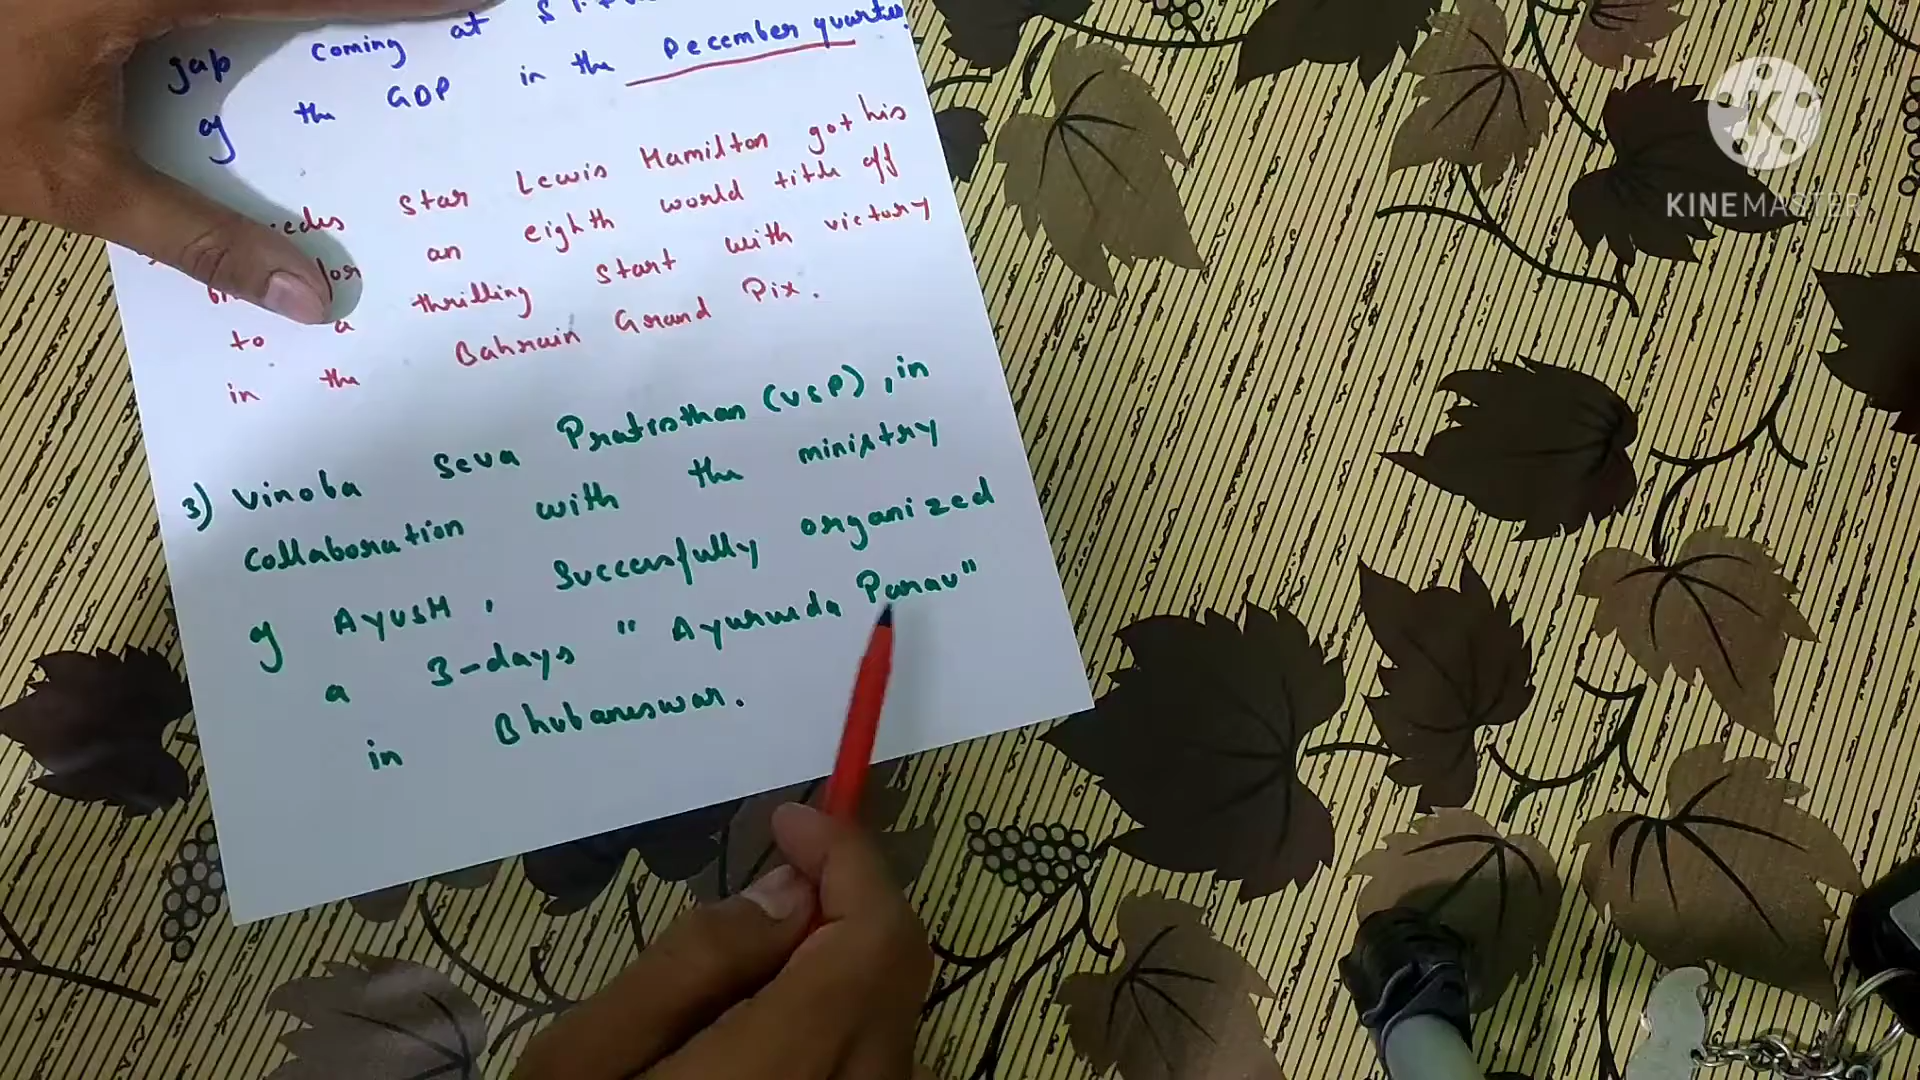 gap coming at
of the GDP in the December quarter
star Lewis Hamilton got his
an eighth world title off
to a thrilling start with victory
in the Bahrain Grand Pix.
3) Vinoba Seva Pratisthan (VSP), in
Collaboration with the ministry
of AYUSH, Successfully organized
a 3-days "Ayurveda Parav"
in Bhubaneswar.
KINEMASTER